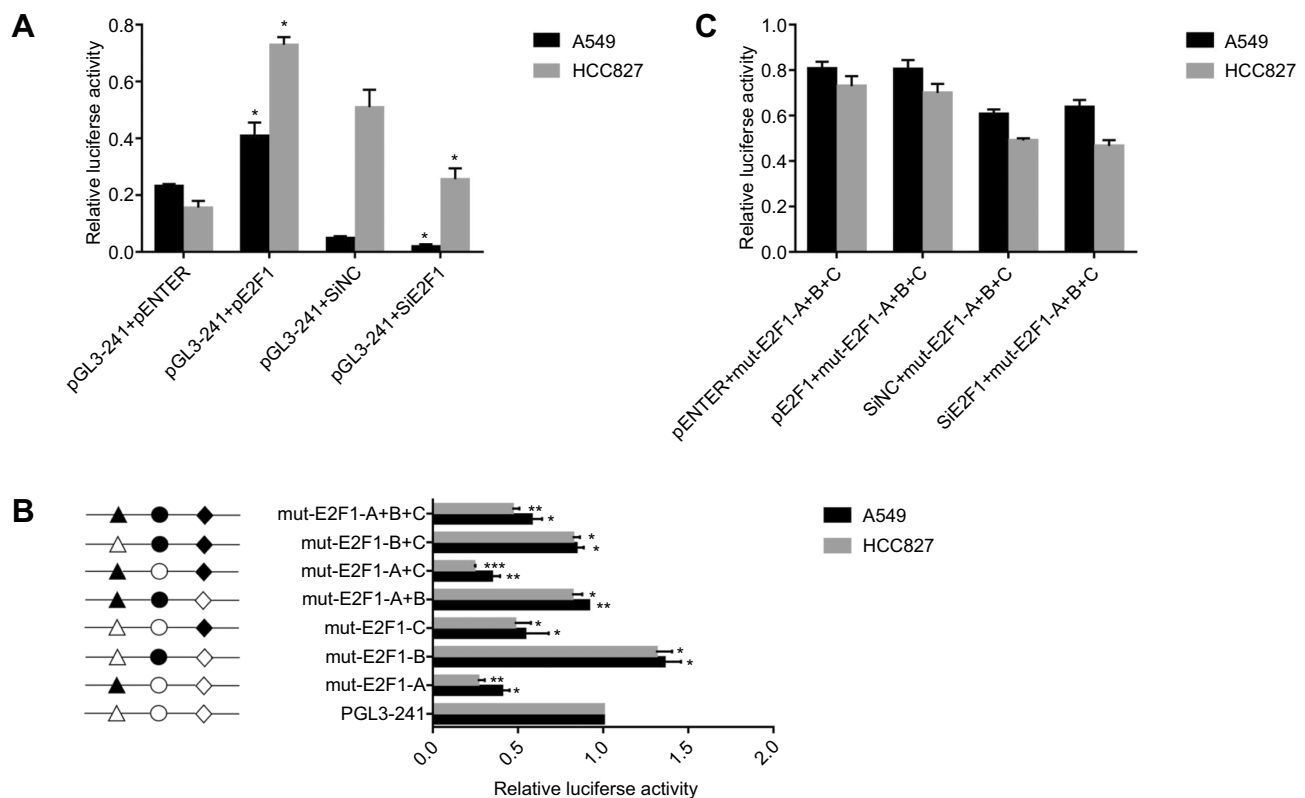 A
Relative luciferse activity
0.8
0.6
0.4
0.2
0.0
*
*
*
*
pGL3-241+pENTER
pGL3-241+pE2F1
pGL3-241+SiNC
pGL3-241+SiE2F1
A549
HCC827
C
Relative luciferse activity
1.0
0.8
0.6
0.4
0.2
0.0
pENTER+mut-E2F1-A+B+C
pE2F1+mut-E2F1-A+B+C
SiNC+mut-E2F1-A+B+C
SiE2F1+mut-E2F1-A+B+C
A549
HCC827
B
mut-E2F1-A+B+C
**
*
mut-E2F1-B+C
*
*
mut-E2F1-A+C
***
**
mut-E2F1-A+B
*
**
mut-E2F1-C
*
*
mut-E2F1-B
*
*
mut-E2F1-A
**
*
PGL3-241
0.0
0.5
1.0
1.5
2.0
Relative luciferse activity
A549
HCC827